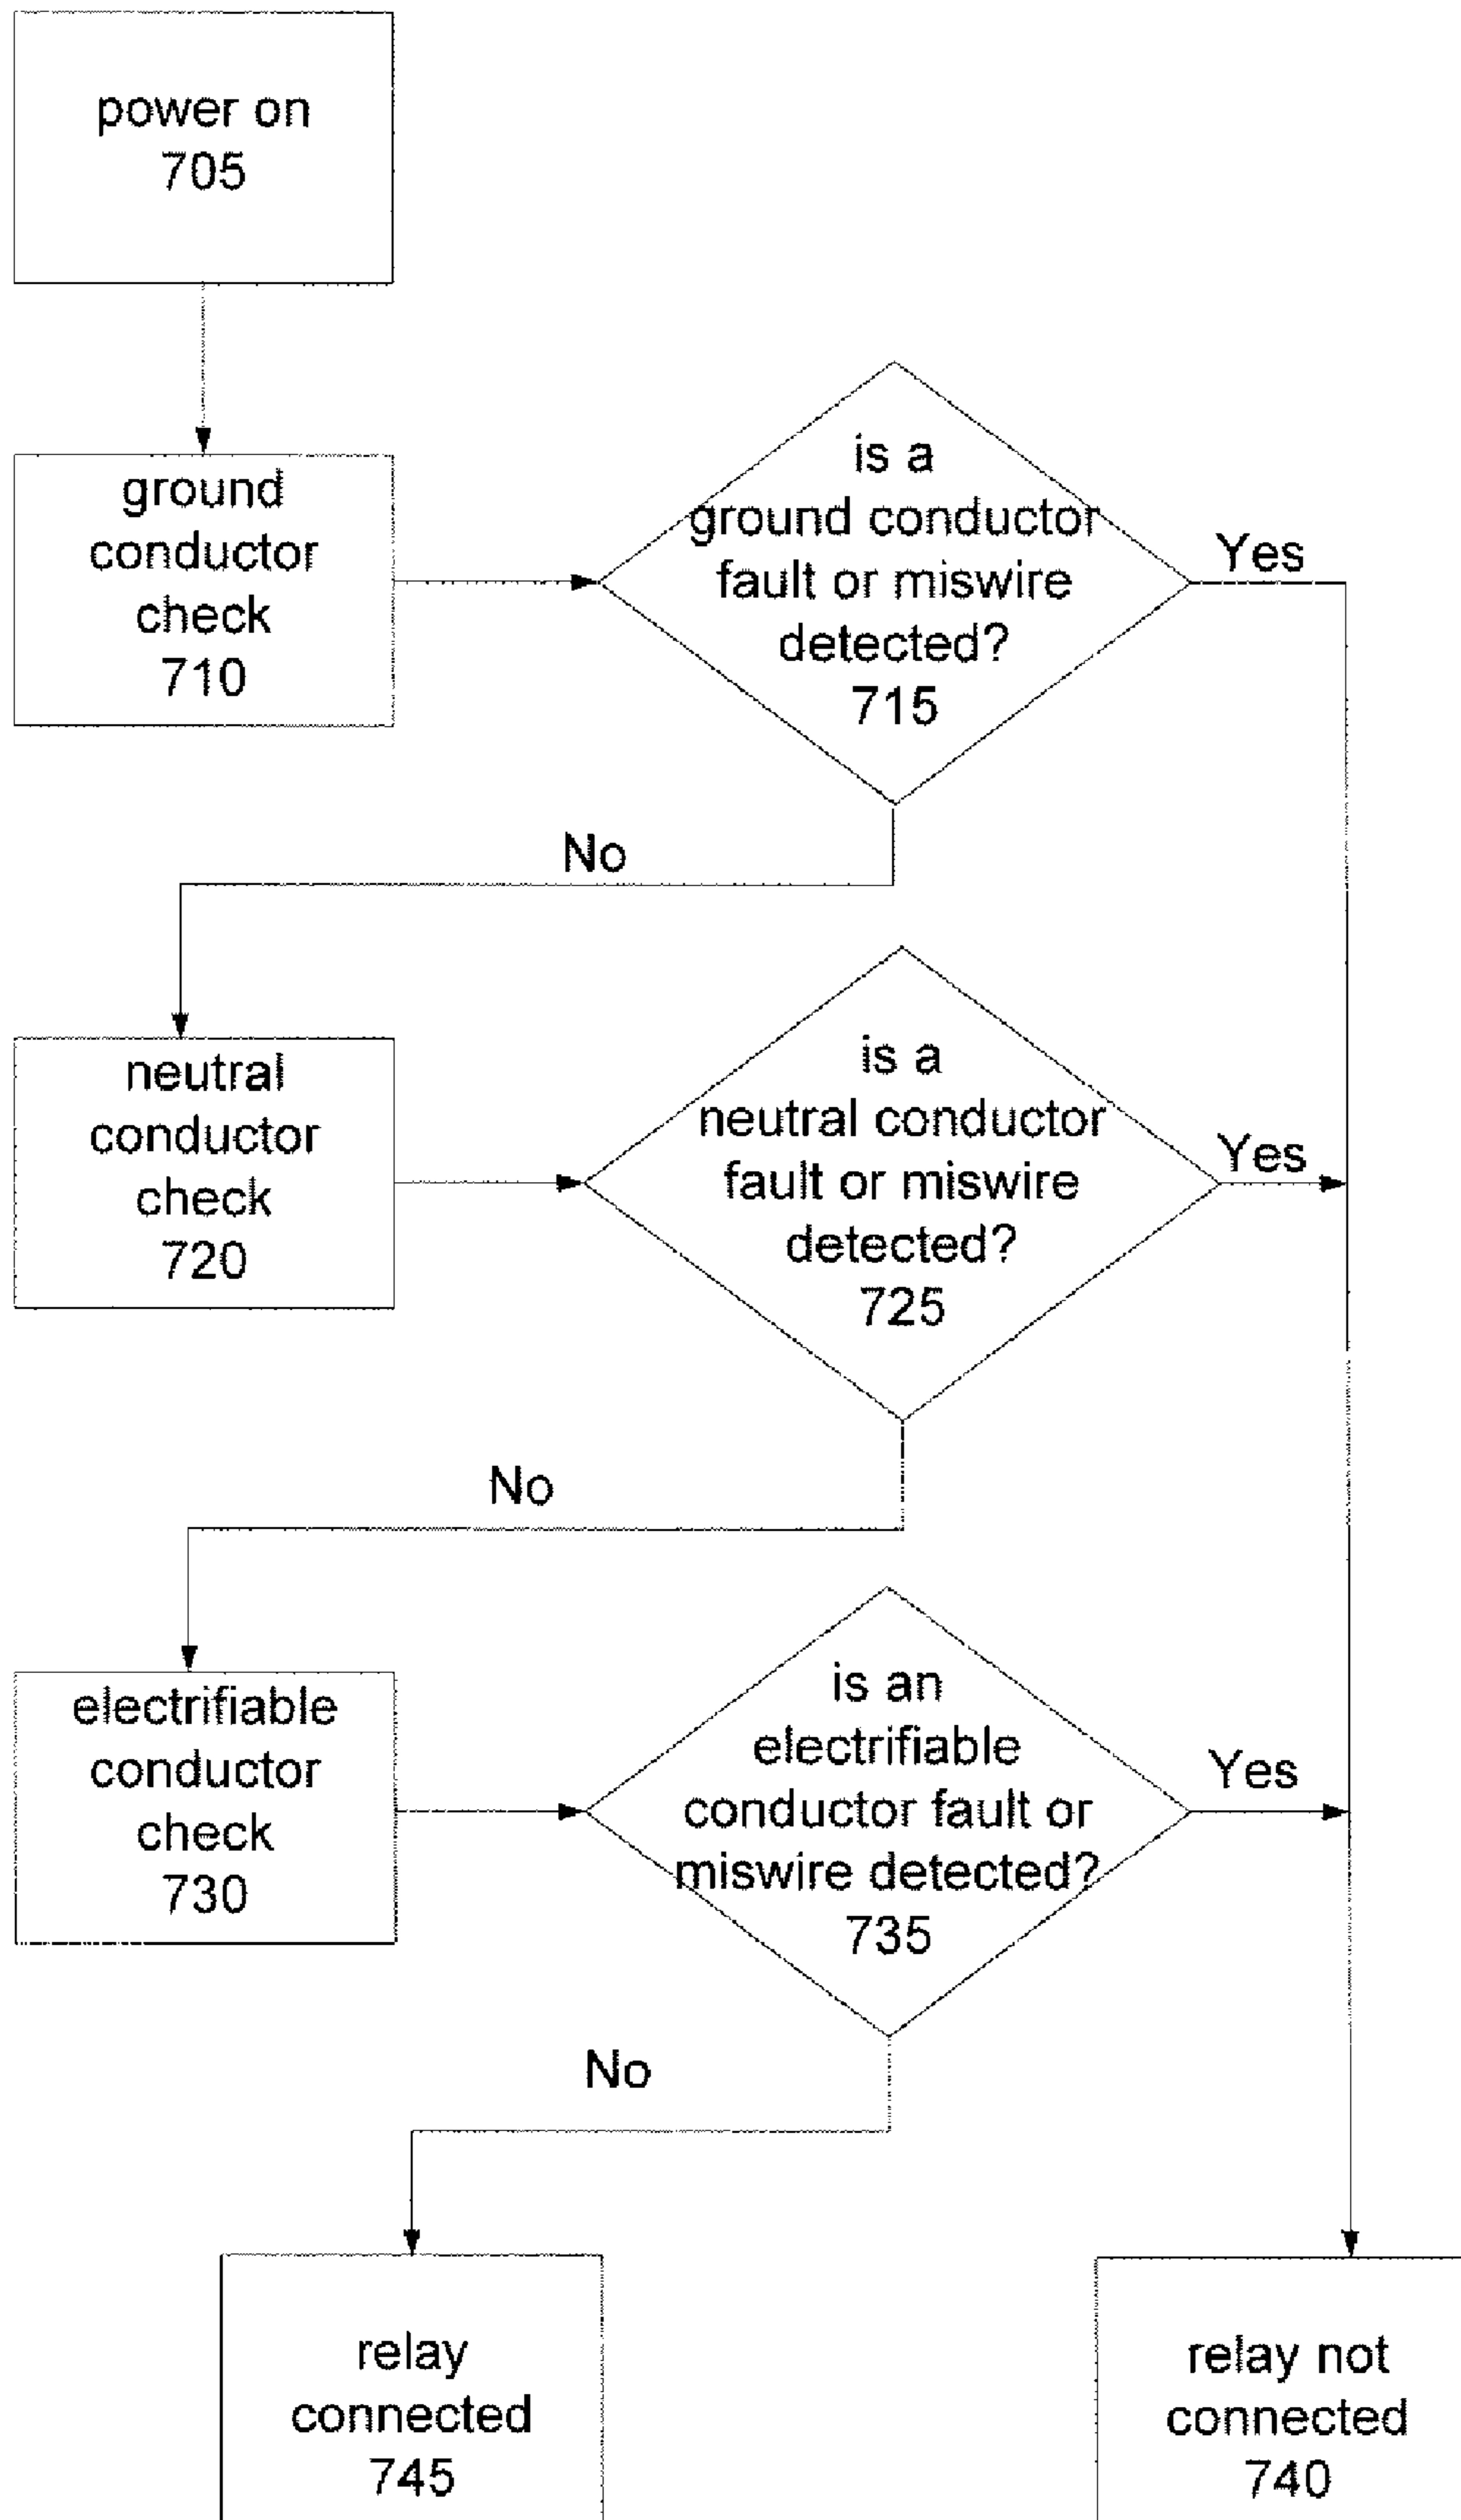 power on
705
ground
conductor
check
710
is a
ground conductor
fault or miswire
detected?
715
Yes
No
neutral
conductor
check
720
is a
neutral conductor
fault or miswire
detected?
725
Yes
No
electrifiable
conductor
check
730
is an
electrifiable
conductor fault or
miswire detected?
735
Yes
No
relay
connected
745
relay not
connected
740